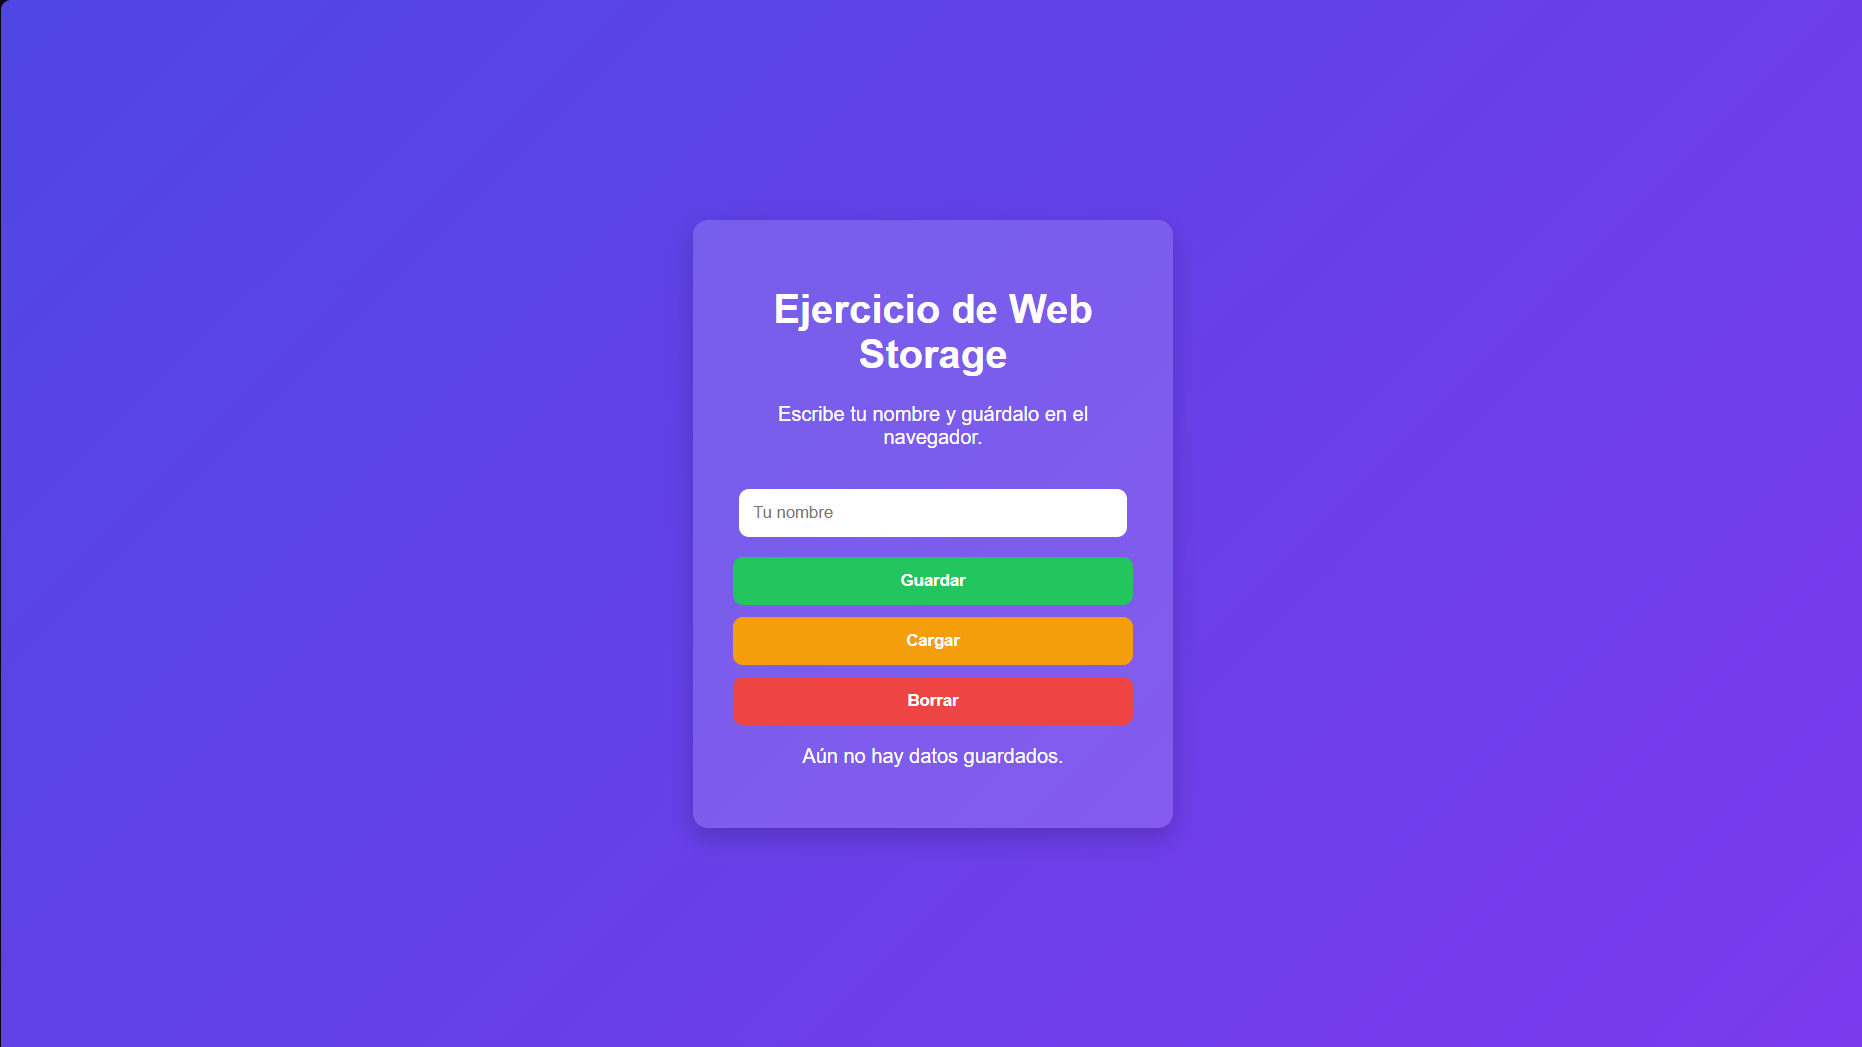 Ejercicio de Web
Storage
Escribe tu nombre y guárdalo en el
navegador.
Tu nombre
Guardar
Cargar
Borrar
Aún no hay datos guardados.